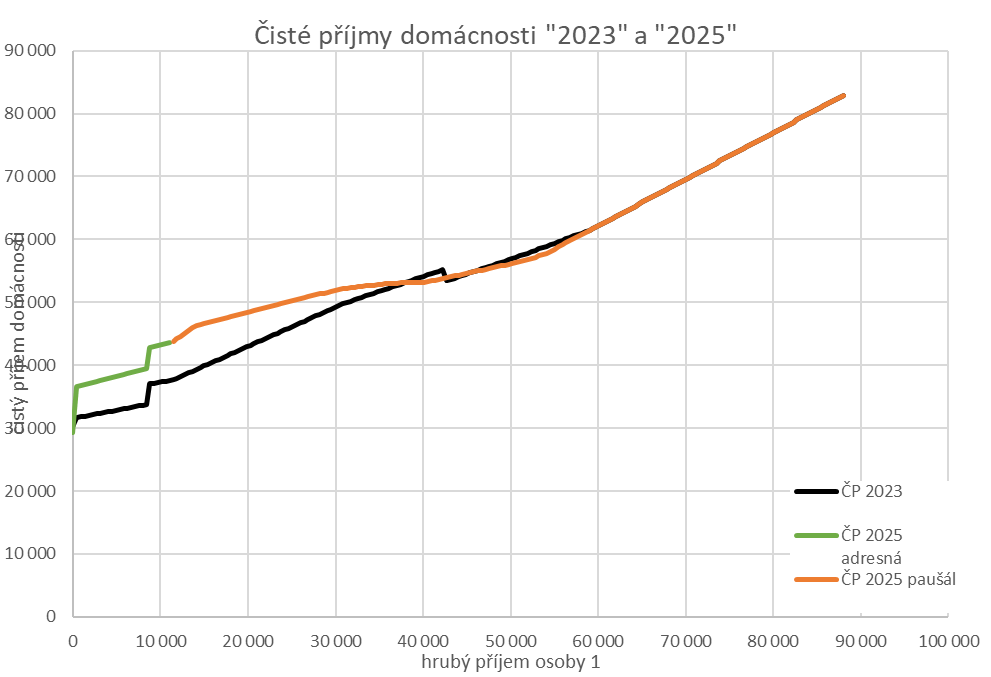 Čisté příjmy domácnosti "2023" a "2025"
90 000
80 000
70 000
60 000
50 000
40 000
30 000
20 000
10 000
0
čistý příjem domácnosti
0 10 000 20 000 30 000 40 000 50 000 60 000 70 000 80 000 90 000 100 000
hrubý příjem osoby 1
ČP 2023
ČP 2025
adresná
ČP 2025 paušál